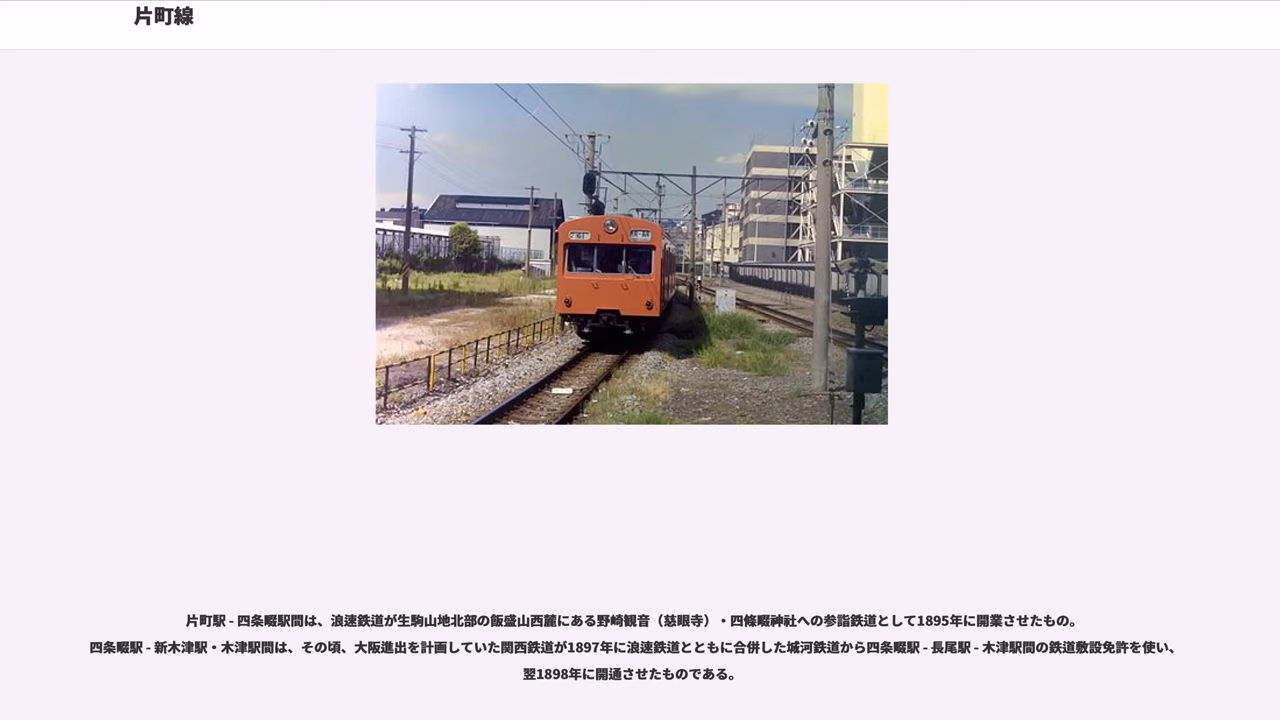 片町線
片町駅 - 四条畷駅間は、浪速鉄道が生駒山地北部の飯盛山西麓にある野崎観音（慈眼寺）・四條畷神社への参詣鉄道として1895年に開業させたもの。
四条畷駅 - 新木津駅・木津駅間は、その頃、大阪進出を計画していた関西鉄道が1897年に浪速鉄道とともに合併した城河鉄道から四条畷駅 - 長尾駅 - 木津駅間の鉄道敷設免許を使い、
翌1898年に開通させたものである。